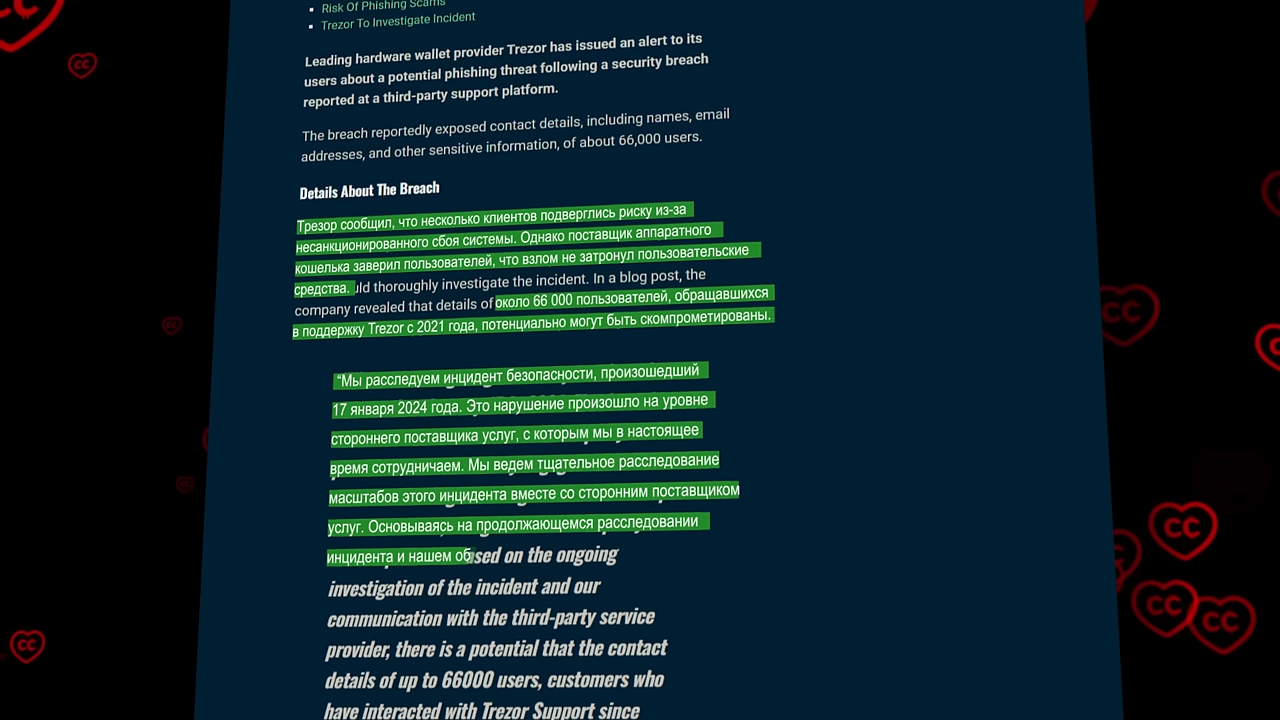 Risk Of Phishing Scams
Trezor To Investigate Incident
Leading hardware wallet provider Trezor has issued an alert to its
users about a potential phishing threat following a security breach
reported at a third-party support platform.
The breach reportedly exposed contact details, including names, email
addresses, and other sensitive information, of about 66,000 users.
Details About The Breach
Трезор сообщил, что несколько клиентов подверглись риску из-за
несанкционированного сбоя системы. Однако поставщик аппаратного
кошелька заверил пользователей, что взлом не затронул пользовательские
средства. uld thoroughly investigate the incident. In a blog post, the
company revealed that details of около 66 000 пользователей, обращавшихся
в поддержку Trezor с 2021 года, потенциально могут быть скомпрометированы.
“Мы расследуем инцидент безопасности, произошедший
17 января 2024 года. Это нарушение произошло на уровне
стороннего поставщика услуг, с которым мы в настоящее
время сотрудничаем. Мы ведем тщательное расследование
масштабов этого инцидента вместе со сторонним поставщиком
услуг. Основываясь на продолжающемся расследовании
инцидента и нашем об sed on the ongoing
investigation of the incident and our
communication with the third-party service
provider, there is a potential that the contact
details of up to 66000 users, customers who
have interacted with Trezor Support since
CC
CC
CC
CC
CC
CC